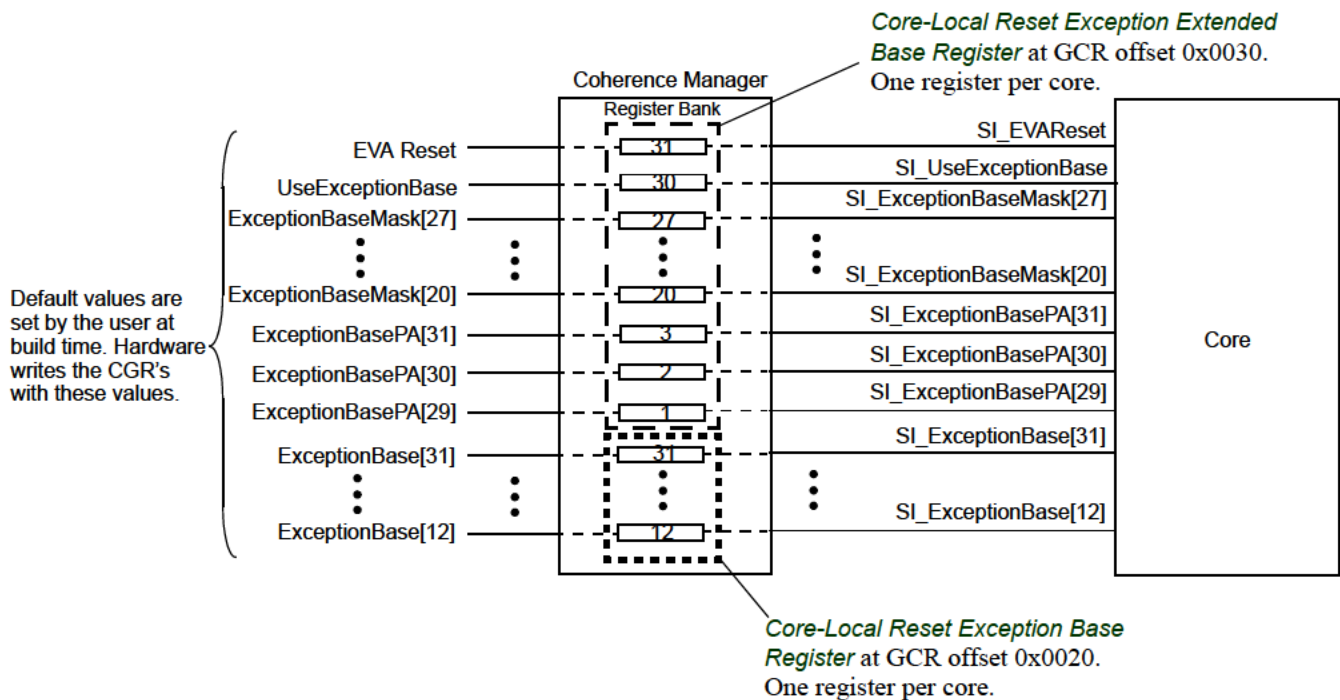 Core-Local Reset Exception Extended
Base Register at GCR offset 0x0030.
One register per core.
Coherence Manager
Register Bank
EVA Reset
31
SI_EVAReset
UseExceptionBase
30
SI_UseExceptionBase
ExceptionBaseMask[27]
27
SI_ExceptionBaseMask[27]
ExceptionBaseMask[20]
20
SI_ExceptionBaseMask[20]
Default values are
set by the user at
build time. Hardware
writes the CGR's
with these values.
ExceptionBasePA[31]
3
SI_ExceptionBasePA[31]
Core
ExceptionBasePA[30]
2
SI_ExceptionBasePA[30]
ExceptionBasePA[29]
1
SI_ExceptionBasePA[29]
ExceptionBase[31]
31
SI_ExceptionBase[31]
ExceptionBase[12]
12
SI_ExceptionBase[12]
Core-Local Reset Exception Base
Register at GCR offset 0x0020.
One register per core.